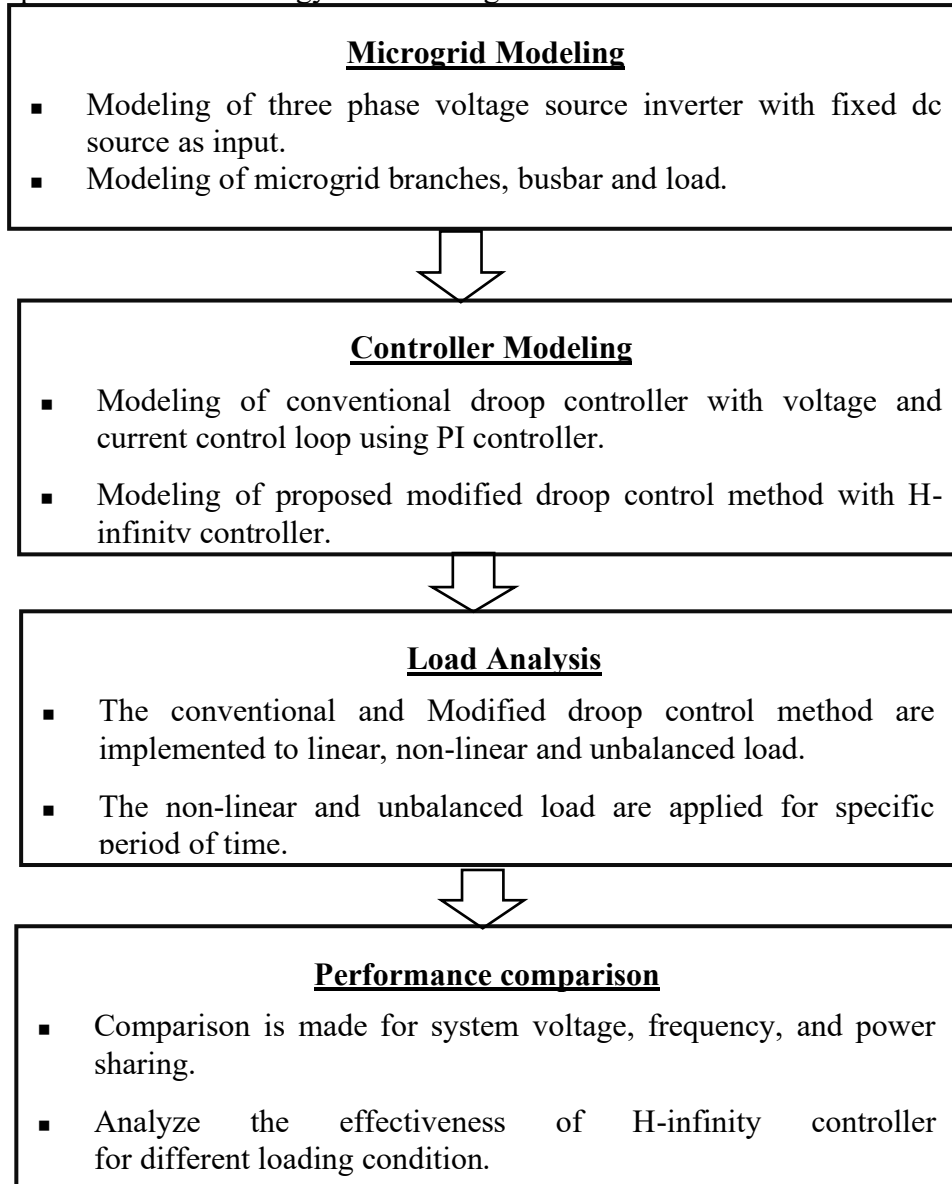 Microgrid Modeling
▪ Modeling of three phase voltage source inverter with fixed dc
source as input.
▪ Modeling of microgrid branches, busbar and load.
Controller Modeling
▪ Modeling of conventional droop controller with voltage and
current control loop using PI controller.
▪ Modeling of proposed modified droop control method with H-
infinity controller.
Load Analysis
▪ The conventional and Modified droop control method are
implemented to linear, non-linear and unbalanced load.
▪ The non-linear and unbalanced load are applied for specific
period of time.
Performance comparison
▪ Comparison is made for system voltage, frequency, and power
sharing.
▪ Analyze the effectiveness of H-infinity controller
for different loading condition.